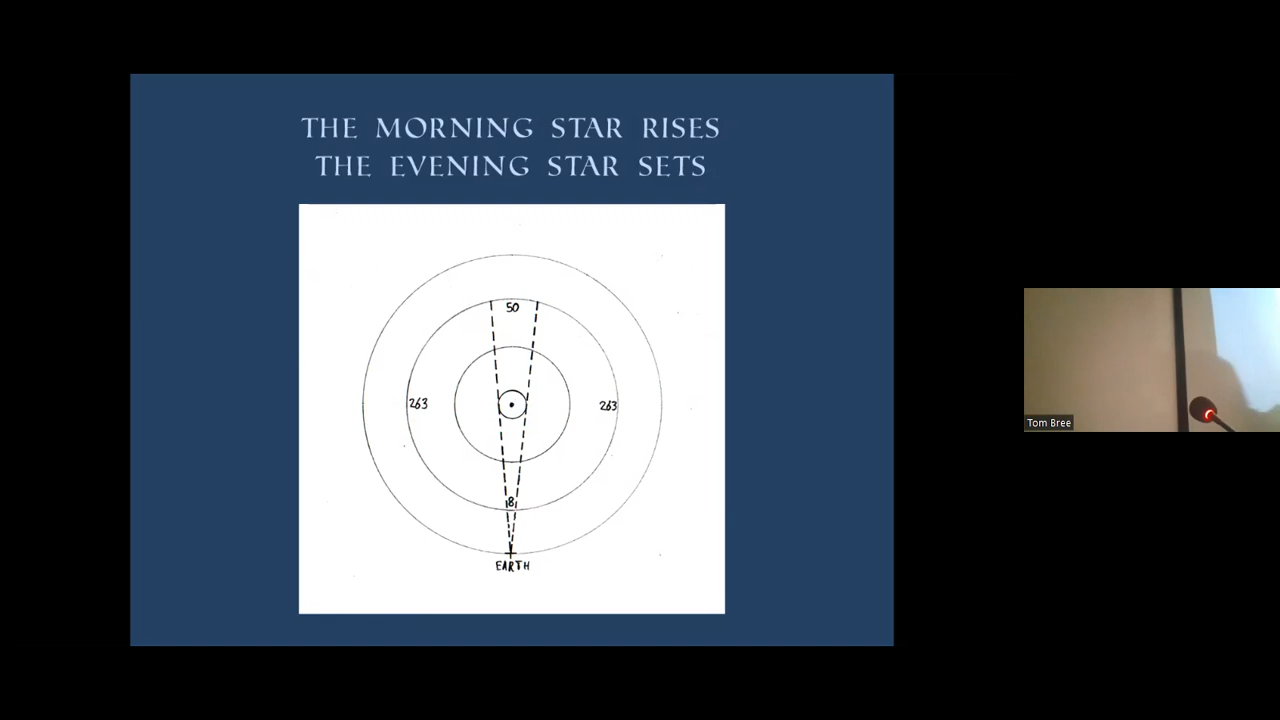 THE MORNING STAR RISES
THE EVENING STAR SETS
50
263 263
8
EARTH
Tom Bree